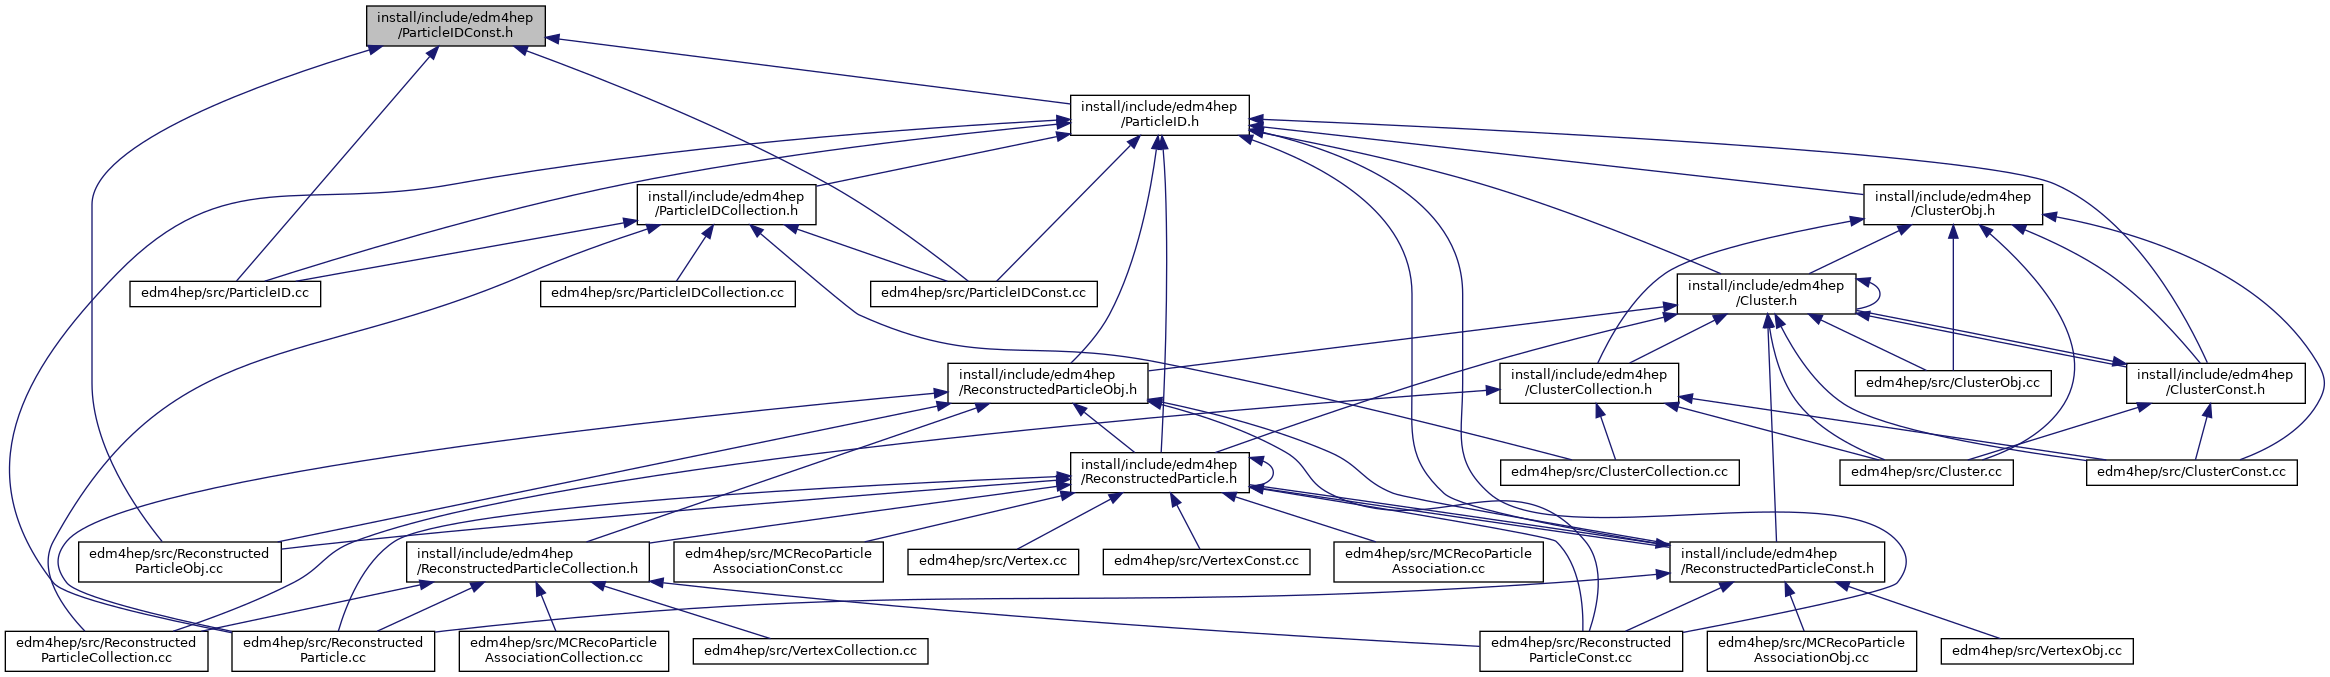 install/include/edm4hep
/ParticleIDConst.h
install/include/edm4hep
/ParticleID.h
install/include/edm4hep
/ParticleIDCollection.h
install/include/edm4hep
/ClusterObj.h
edm4hep/src/ParticleID.cc
edm4hep/src/ParticleIDCollection.cc
edm4hep/src/ParticleIDConst.cc
install/include/edm4hep
/Cluster.h
install/include/edm4hep
/ReconstructedParticleObj.h
install/include/edm4hep
/ClusterCollection.h
edm4hep/src/ClusterObj.cc
install/include/edm4hep
/ClusterConst.h
install/include/edm4hep
/ReconstructedParticle.h
edm4hep/src/ClusterCollection.cc
edm4hep/src/Cluster.cc
edm4hep/src/ClusterConst.cc
edm4hep/src/Reconstructed
ParticleObj.cc
install/include/edm4hep
/ReconstructedParticleCollection.h
edm4hep/src/MCRecoParticle
AssociationConst.cc
edm4hep/src/Vertex.cc
edm4hep/src/VertexConst.cc
edm4hep/src/MCRecoParticle
Association.cc
install/include/edm4hep
/ReconstructedParticleConst.h
edm4hep/src/Reconstructed
ParticleCollection.cc
edm4hep/src/Reconstructed
Particle.cc
edm4hep/src/MCRecoParticle
AssociationCollection.cc
edm4hep/src/VertexCollection.cc
edm4hep/src/Reconstructed
ParticleConst.cc
edm4hep/src/MCRecoParticle
AssociationObj.cc
edm4hep/src/VertexObj.cc